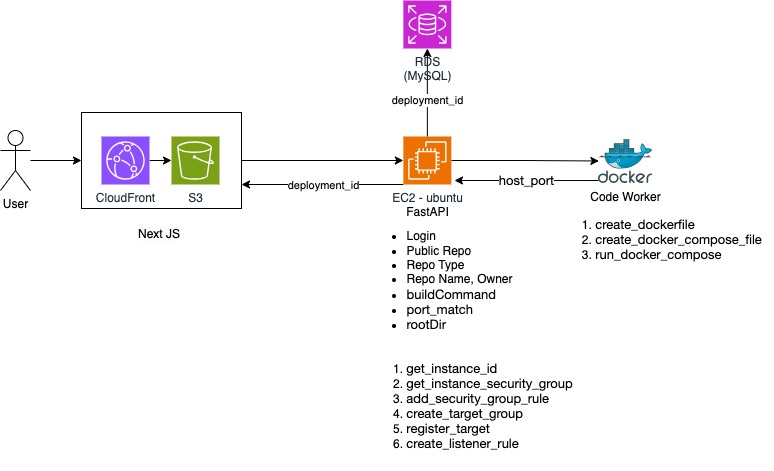 RDS
(MySQL)
deployment_id
User
CloudFront
S3
Next JS
deployment_id
EC2 - ubuntu
FastAPI
host_port
docker
Code Worker
• Login
• Public Repo
• Repo Type
• Repo Name, Owner
• buildCommand
• port_match
• rootDir
1. create_dockerfile
2. create_docker_compose_file
3. run_docker_compose
1. get_instance_id
2. get_instance_security_group
3. add_security_group_rule
4. create_target_group
5. register_target
6. create_listener_rule